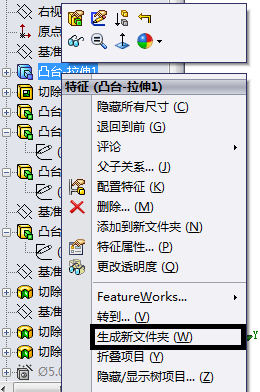 右视
原点
凸台-拉伸1
切除
凸台
(
基准
凸台
(
基准
凸台
(
基准
切除
基准
切除
切除
Ø5.0
特征 (凸台-拉伸1)
隐藏所有尺寸 (C)
退回到前 (G)
评论
父子关系... (J)
配置特征 (K)
删除... (M)
添加到新文件夹 (N)
特征属性... (P)
更改透明度 (Q)
FeatureWorks...
转到... (V)
生成新文件夹 (W)
折叠项目 (Y)
隐藏/显示树项目... (Z)
Y